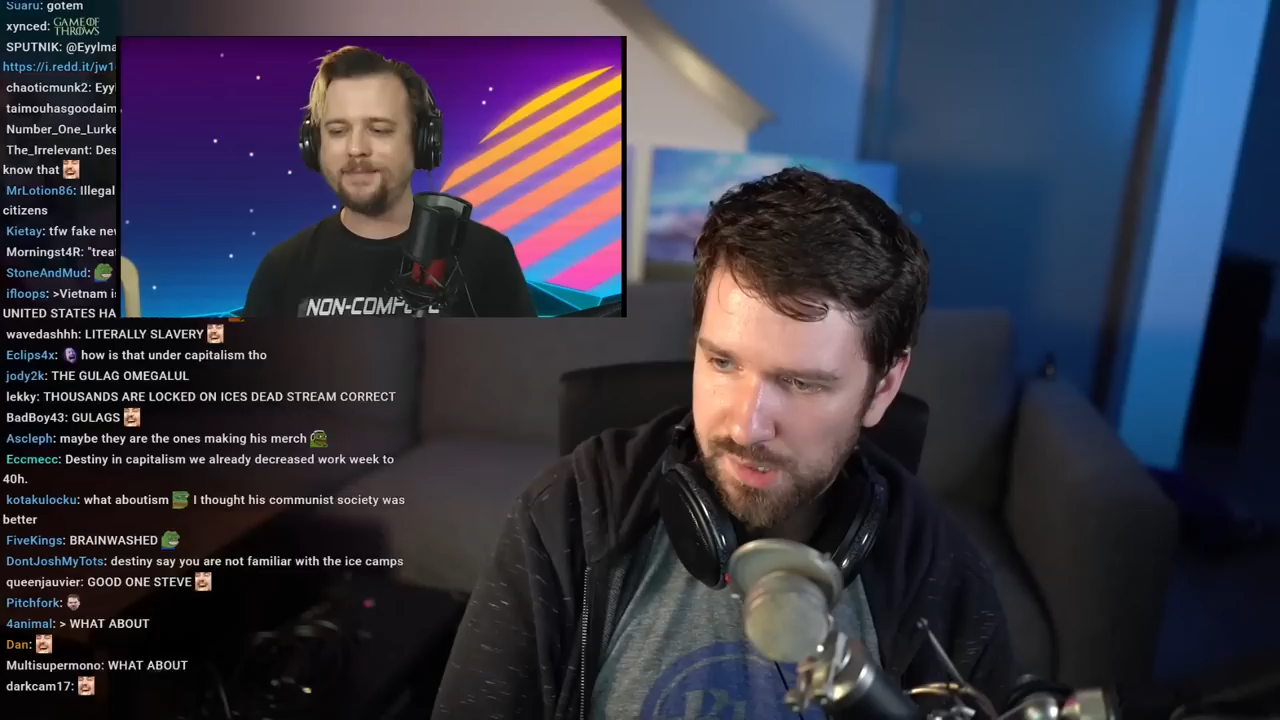 Suaru: gotem
xynced: GAME OF THROWS
SPUTNIK: @EyyIma
https://i.redd.it/jw1
chaoticmunk2: Eyy
taimouhasgoodaim
Number_One_Lurke
The_Irrelevant: Des
know that
MrLotion86: Illegal
citizens
Kietay: tfw fake new
Morningst4R: "treat
StoneAndMud:
ifloops: >Vietnam i
UNITED STATES HA
wavedashhh: LITERALLY SLAVERY
Eclips4x: how is that under capitalism tho
jody2k: THE GULAG OMEGALUL
lekky: THOUSANDS ARE LOCKED ON ICES DEAD STREAM CORRECT
BadBoy43: GULAGS
Ascleph: maybe they are the ones making his merch
Eccmecc: Destiny in capitalism we already decreased work week to
40h.
kotakulocku: what aboutism I thought his communist society was
better
FiveKings: BRAINWASHED
DontJoshMyTots: destiny say you are not familiar with the ice camps
queenjauvier: GOOD ONE STEVE
Pitchfork:
4animal: > WHAT ABOUT
Dan:
Multisupermono: WHAT ABOUT
darkcam17:
NON-COMP